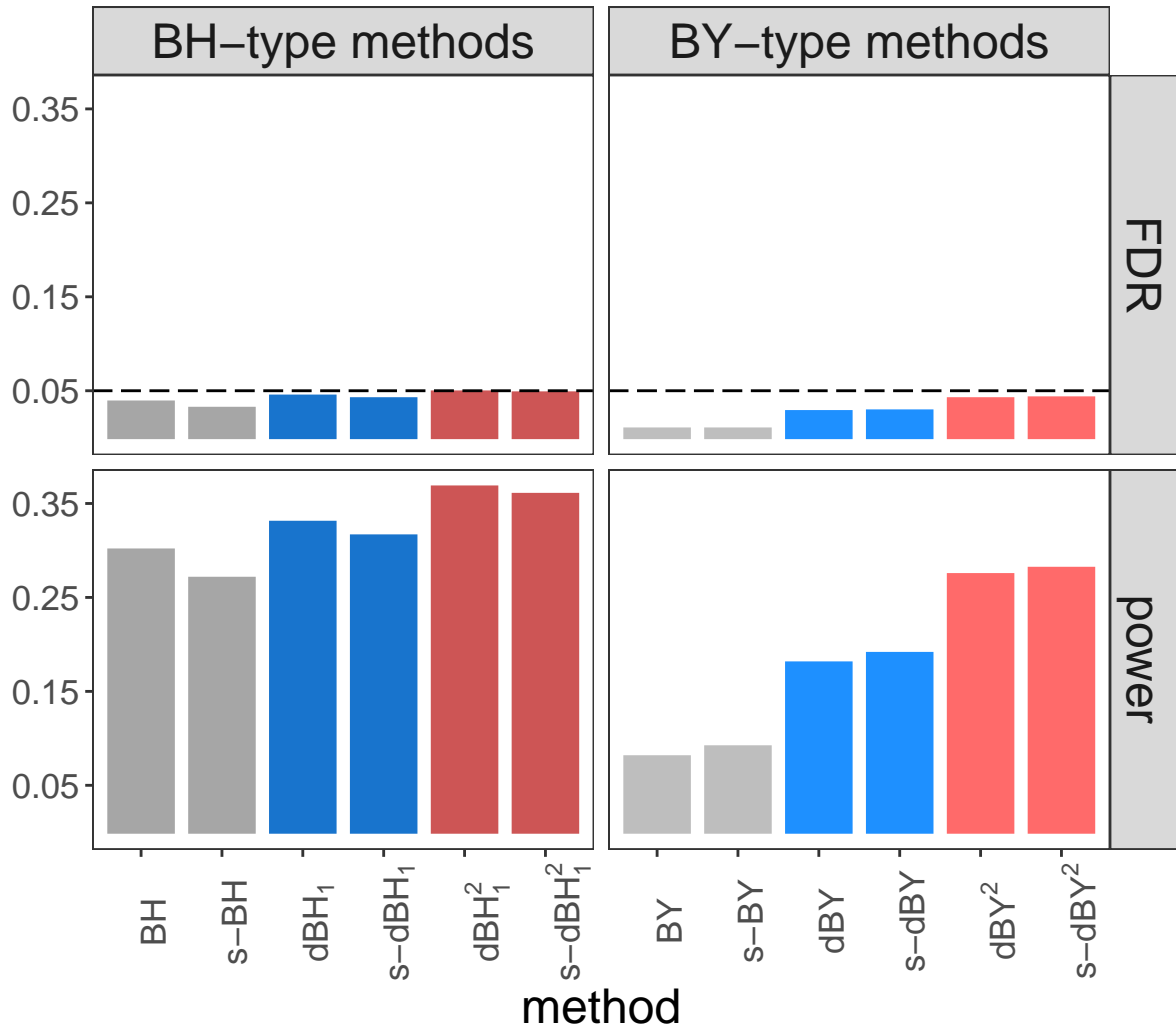 BH−type methods
BY−type methods
0.35
0.25
0.15
0.05
FDR
0.35
0.25
0.15
0.05
power
BH
s−BH
dBH₁
s−dBH₁
dBH₁²
s−dBH₁²
BY
s−BY
dBY
s−dBY
dBY²
s−dBY²
method